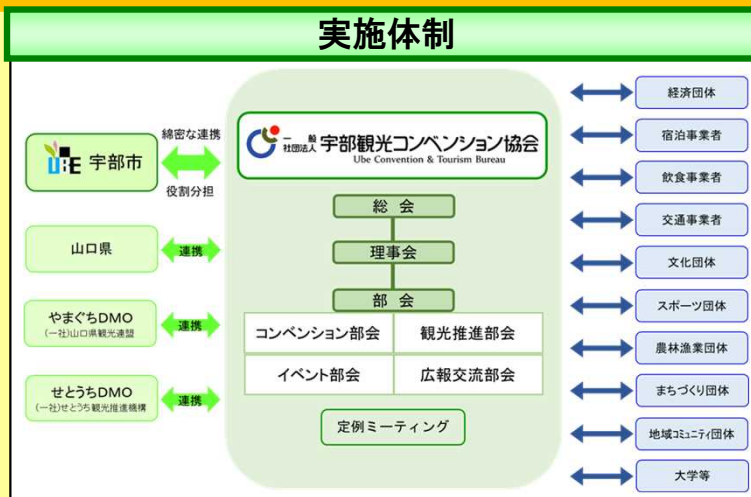 実施体制
綿密な連携
UBE 宇部市
役割分担
山口県
連携
やまぐちDMO
(一社)山口県観光連盟
連携
せとうちDMO
(一社)せとうち観光推進機構
連携
一般社団法人 宇部観光コンベンション協会
Ube Convention & Tourism Bureau
総 会
理事会
部 会
コンベンション部会
観光推進部会
イベント部会
広報交流部会
定例ミーティング
経済団体
宿泊事業者
飲食事業者
交通事業者
文化団体
スポーツ団体
農林漁業団体
まちづくり団体
地域コミュニティ団体
大学等